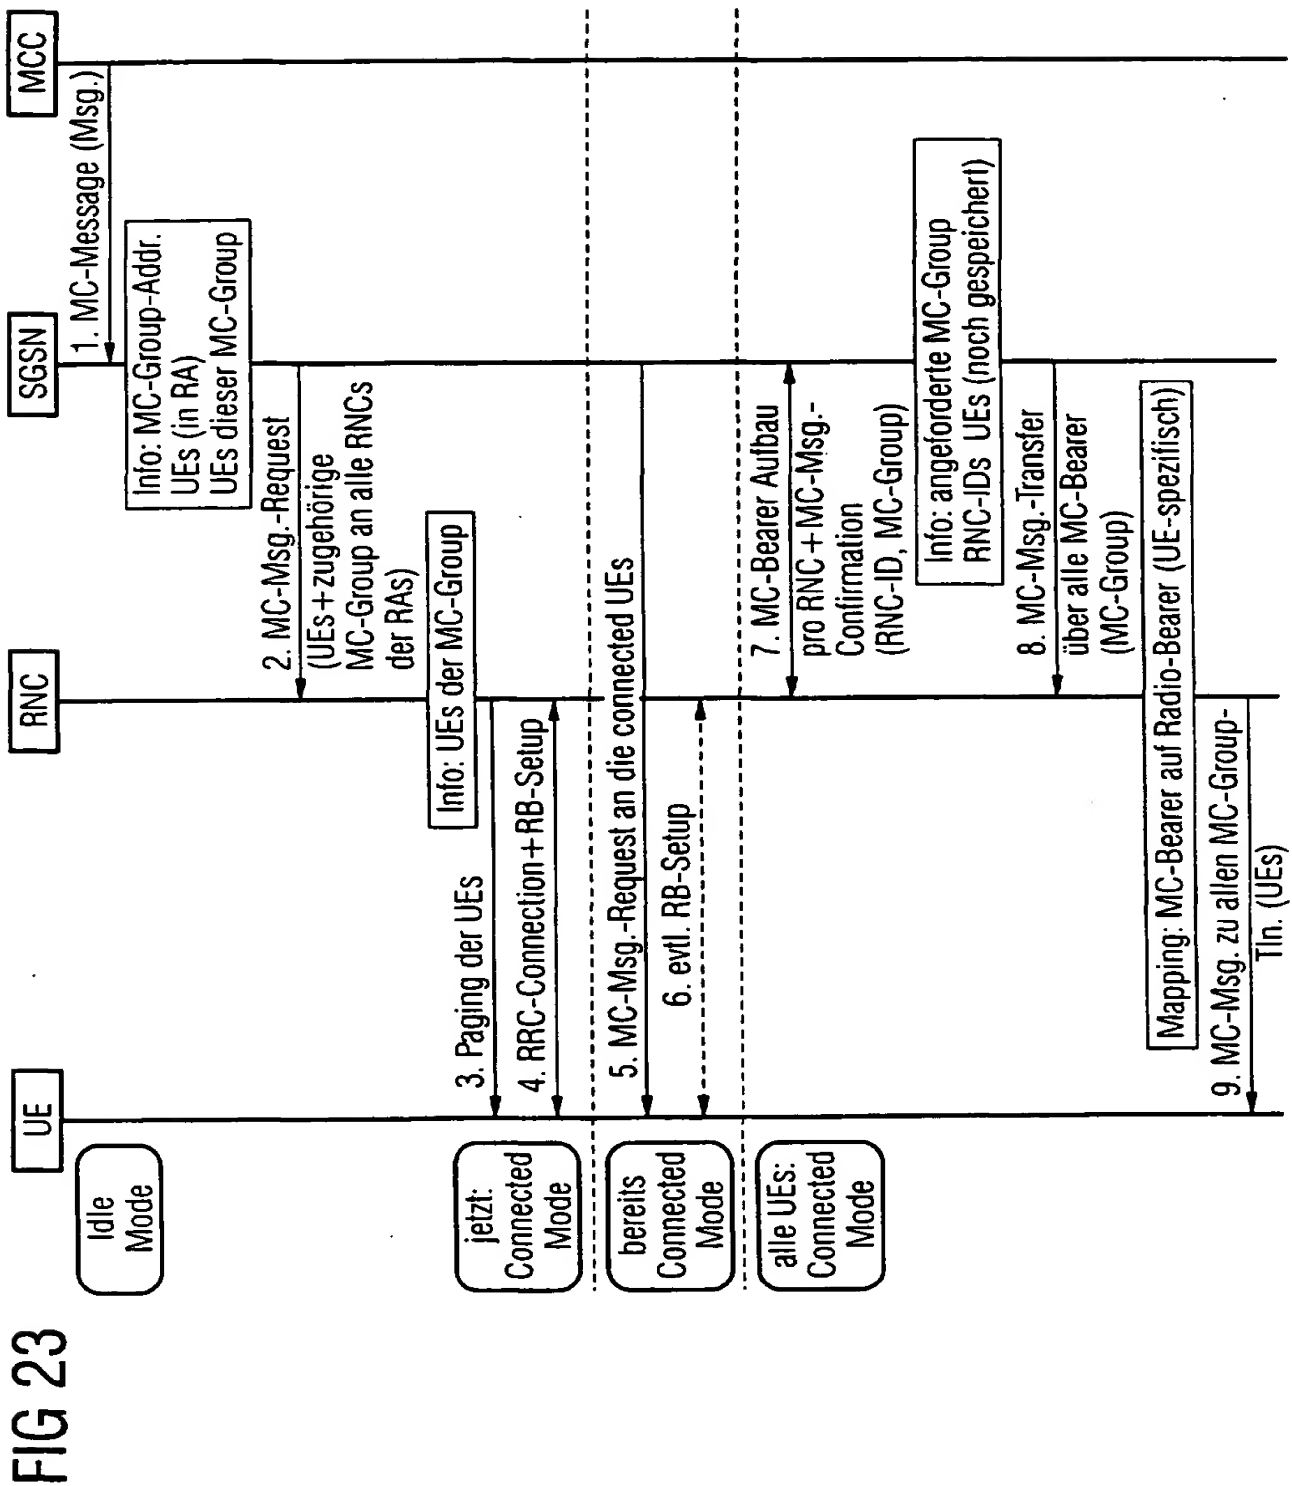 FIG 23
UE
RNC
SGSN
MCC
Idle
Mode
1. MC-Message (Msg.)
Info: MC-Group-Addr.
UEs (in RA)
UEs dieser MC-Group
2. MC-Msg.-Request
(UEs+zugehörige
MC-Group an alle RNCs
der RAs)
Info: UEs der MC-Group
jetzt:
Connected
Mode
3. Paging der UEs
4. RRC-Connection+RB-Setup
bereits
Connected
Mode
5. MC-Msg.-Request an die connected UEs
6. evtl. RB-Setup
alle UEs:
Connected
Mode
7. MC-Bearer Aufbau
pro RNC+MC-Msg.-
Confirmation
(RNC-ID, MC-Group)
Info: angeforderte MC-Group
RNC-IDs UEs (noch gespeichert)
8. MC-Msg.-Transfer
über alle MC-Bearer
(MC-Group)
Mapping: MC-Bearer auf Radio-Bearer (UE-spezifisch)
9. MC-Msg. zu allen MC-Group-
Tln. (UEs)